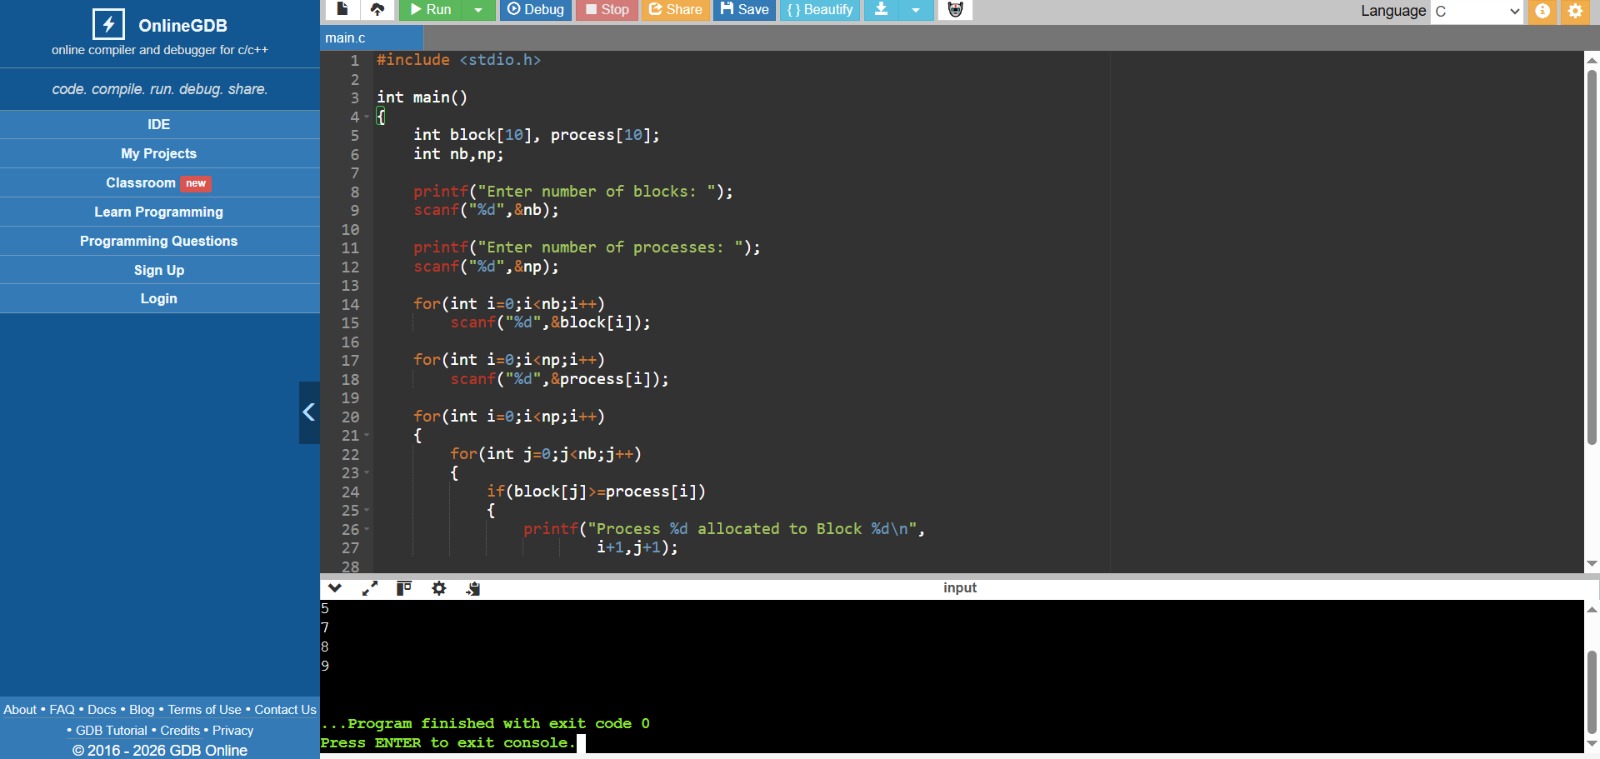 OnlineGDB
online compiler and debugger for c/c++
code. compile. run. debug. share.
IDE
My Projects
Classroom new
Learn Programming
Programming Questions
Sign Up
Login
About • FAQ • Docs • Blog • Terms of Use • Contact Us
• GDB Tutorial • Credits • Privacy
© 2016 - 2026 GDB Online
Run Debug Stop Share Save { } Beautify Language C
main.c
1 #include <stdio.h>
2
3 int main()
4 {
5     int block[10], process[10];
6     int nb,np;
7
8     printf("Enter number of blocks: ");
9     scanf("%d",&nb);
10
11     printf("Enter number of processes: ");
12     scanf("%d",&np);
13
14     for(int i=0;i<nb;i++)
15         scanf("%d",&block[i]);
16
17     for(int i=0;i<np;i++)
18         scanf("%d",&process[i]);
19
20     for(int i=0;i<np;i++)
21     {
22         for(int j=0;j<nb;j++)
23         {
24             if(block[j]>=process[i])
25             {
26                 printf("Process %d allocated to Block %d\n",
27                         i+1,j+1);
28
input
5
7
8
9
...Program finished with exit code 0
Press ENTER to exit console.